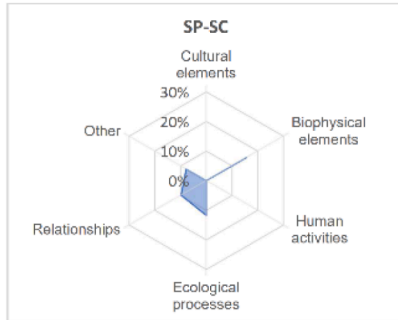 SP-SC
Cultural
elements
30%
20%
10%
0%
Biophysical
elements
Other
Relationships
Human
activities
Ecological
processes